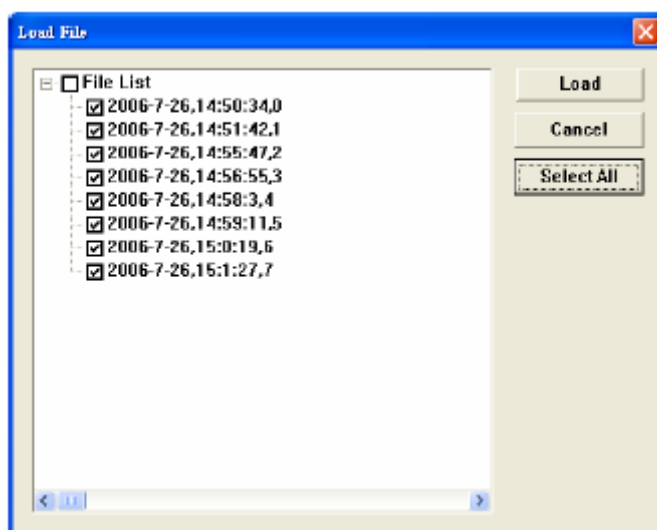 Load File
File List
2006-7-26,14:50:34,0
2006-7-26,14:51:42,1
2006-7-26,14:55:47,2
2006-7-26,14:56:55,3
2006-7-26,14:58:3,4
2006-7-26,14:59:11,5
2006-7-26,15:0:19,6
2006-7-26,15:1:27,7
Load
Cancel
Select All